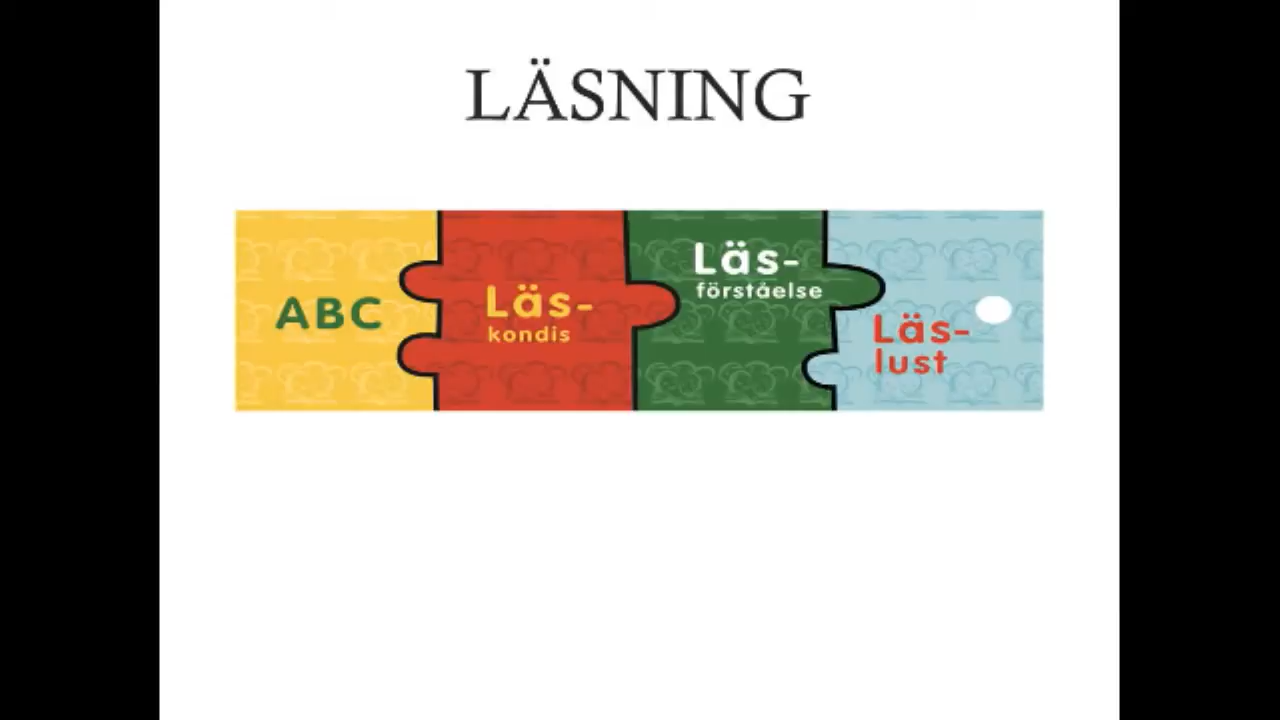 LÄSNING
ABC
Läs-
kondis
Läs-
förståelse
Läs-
lust